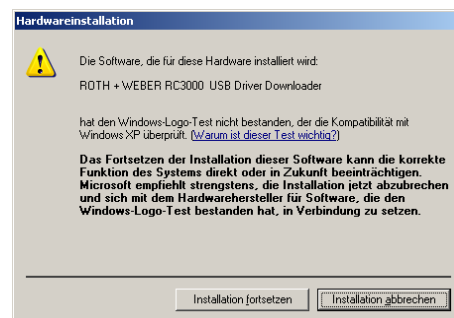 Hardwareinstallation
Die Software, die für diese Hardware installiert wird:
ROTH + WEBER RC3000 USB Driver Downloader
hat den Windows-Logo-Test nicht bestanden, der die Kompatibilität mit
Windows XP überprüft. (Warum ist dieser Test wichtig?)
Das Fortsetzen der Installation dieser Software kann die korrekte
Funktion des Systems direkt oder in Zukunft beeinträchtigen.
Microsoft empfiehlt strengstens, die Installation jetzt abzubrechen
und sich mit dem Hardwarehersteller für Software, die den
Windows-Logo-Test bestanden hat, in Verbindung zu setzen.
Installation fortsetzen
Installation abbrechen